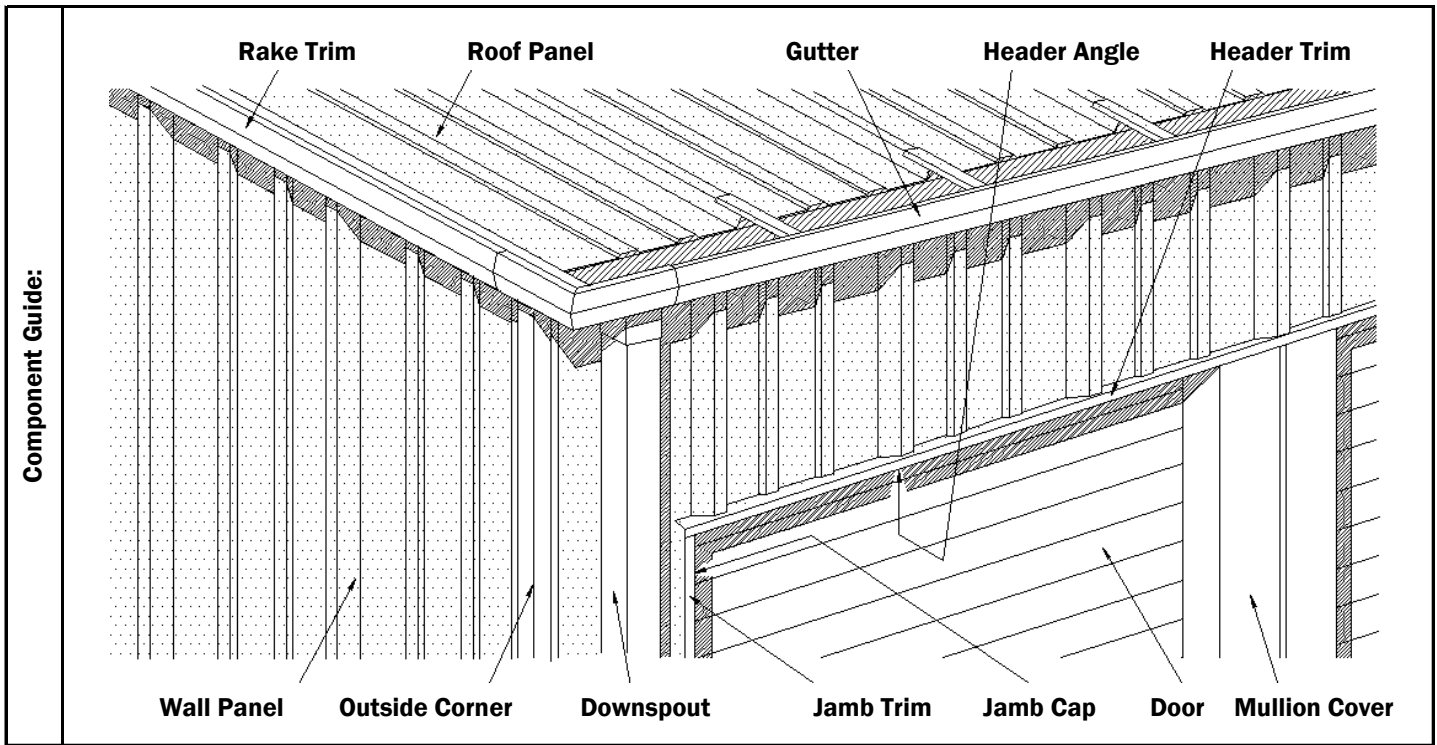 Component Guide:
Rake Trim Roof Panel Gutter Header Angle Header Trim
Wall Panel Outside Corner Downspout Jamb Trim Jamb Cap Door Mullion Cover